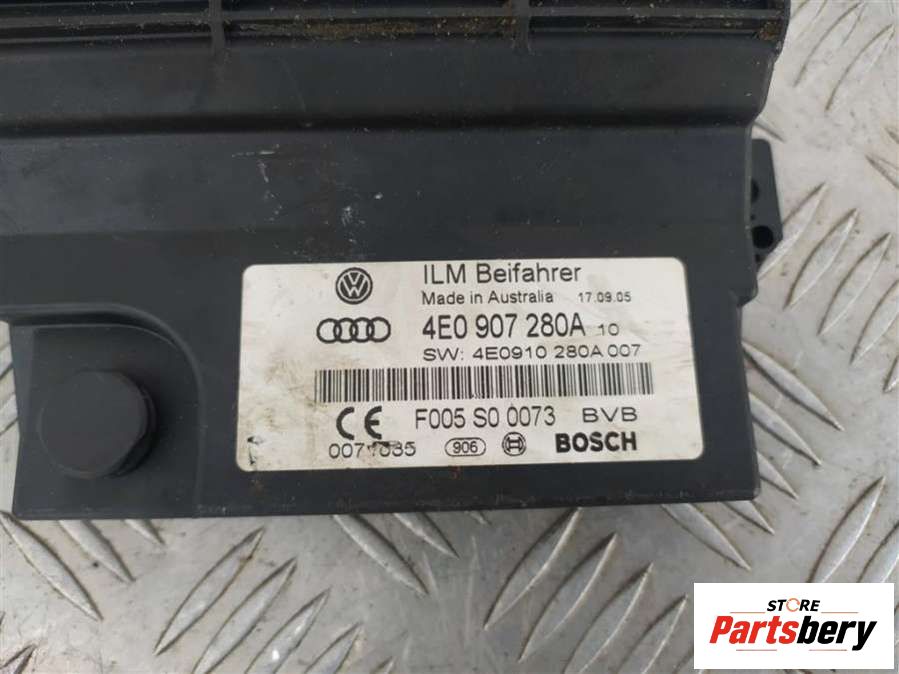 ILM Beifahrer
Made in Australia 17.09.05
4E0 907 280A 10
SW: 4E0910 280A 007
F005 S0 0073 BVB
906 BOSCH
STORE
Partsbery